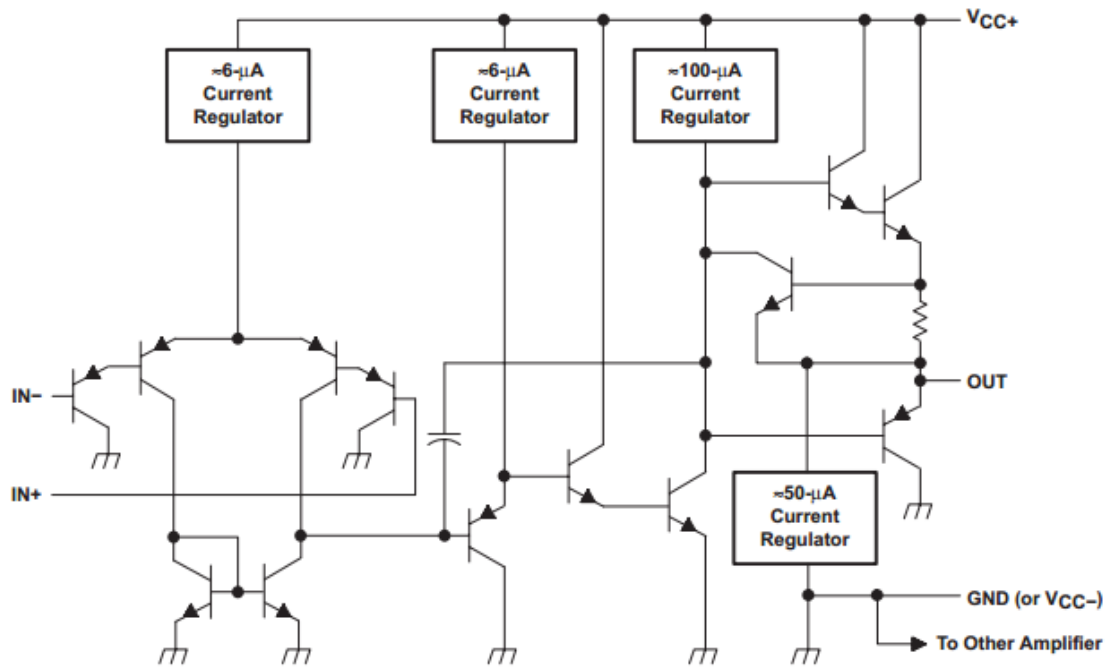 VCC+
≈6-μA
Current
Regulator
≈6-μA
Current
Regulator
≈100-μA
Current
Regulator
IN−
OUT
IN+
≈50-μA
Current
Regulator
GND (or VCC−)
To Other Amplifier